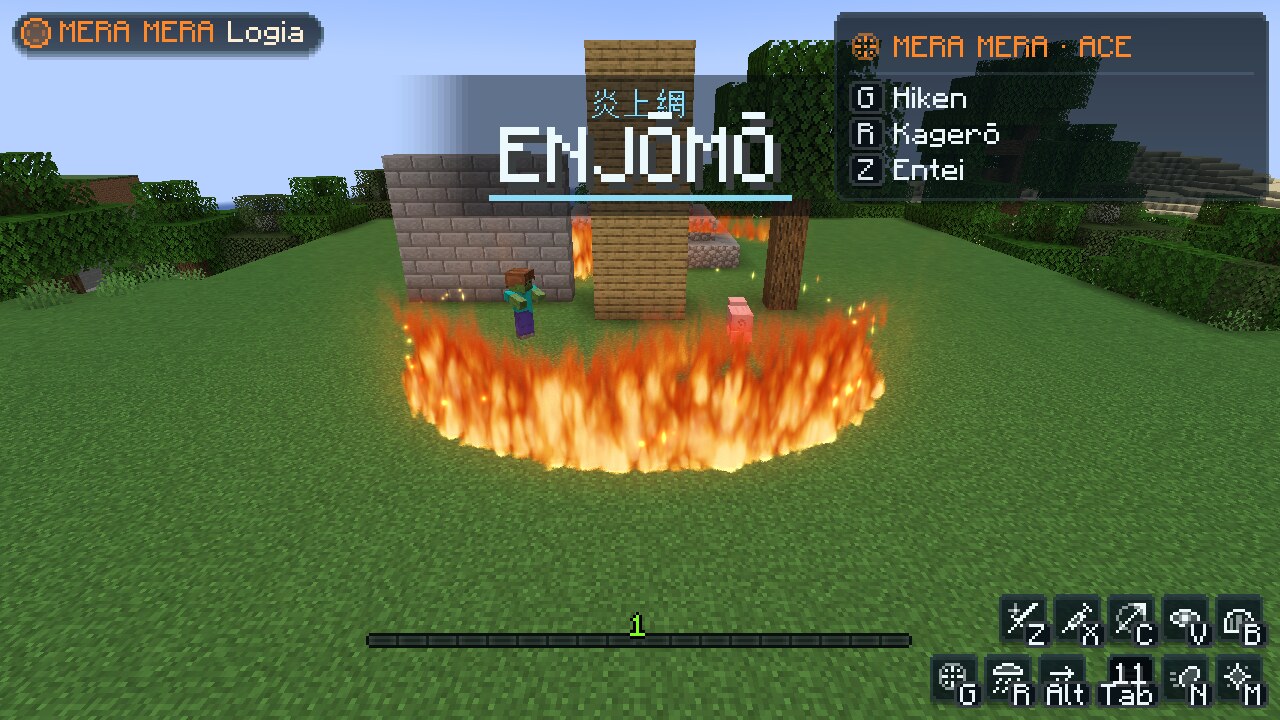 MERA MERA Logia
MERA MERA · ACE
G Hiken
R Kagerō
Z Entei
炎上網
ENJŌMŌ
1
Z X C V B
11
G R Alt Tab N M